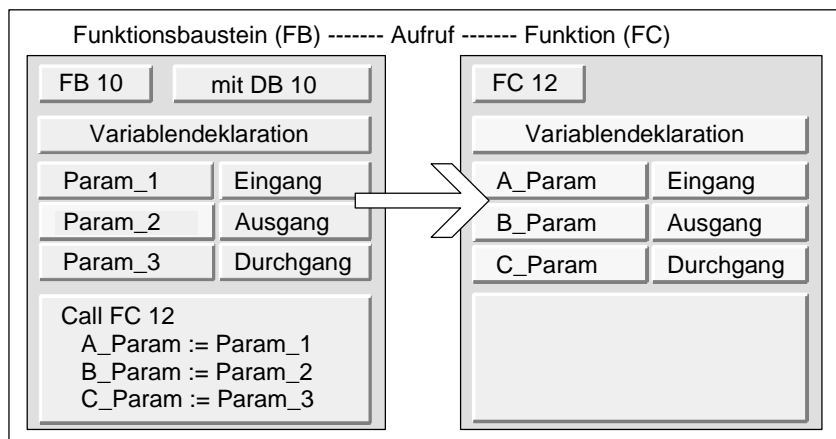 Funktionsbaustein (FB) ------- Aufruf ------- Funktion (FC)
FB 10
mit DB 10
Variablendeklaration
Param_1
Eingang
Param_2
Ausgang
Param_3
Durchgang
Call FC 12
A_Param := Param_1
B_Param := Param_2
C_Param := Param_3
FC 12
Variablendeklaration
A_Param
Eingang
B_Param
Ausgang
C_Param
Durchgang